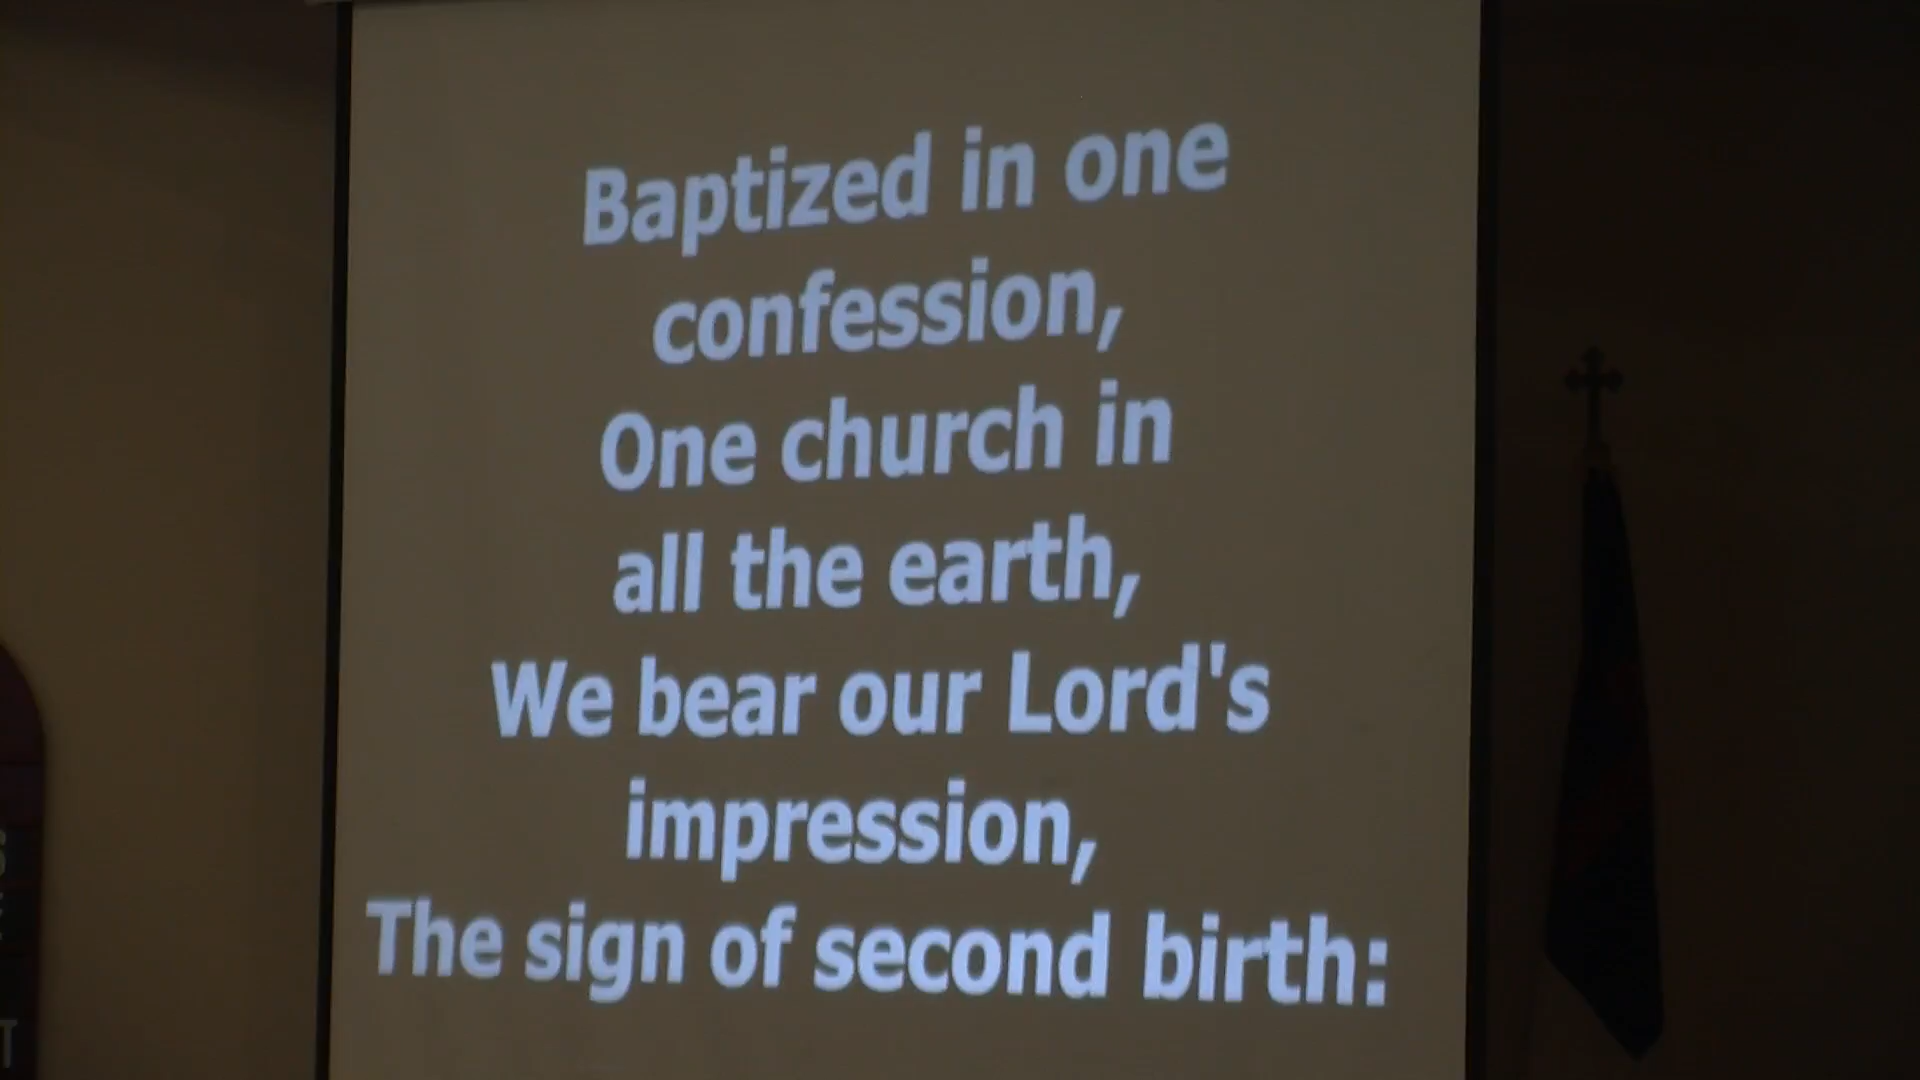 Baptized in one
confession,
One church in
all the earth,
We bear our Lord's
impression,
The sign of second birth: